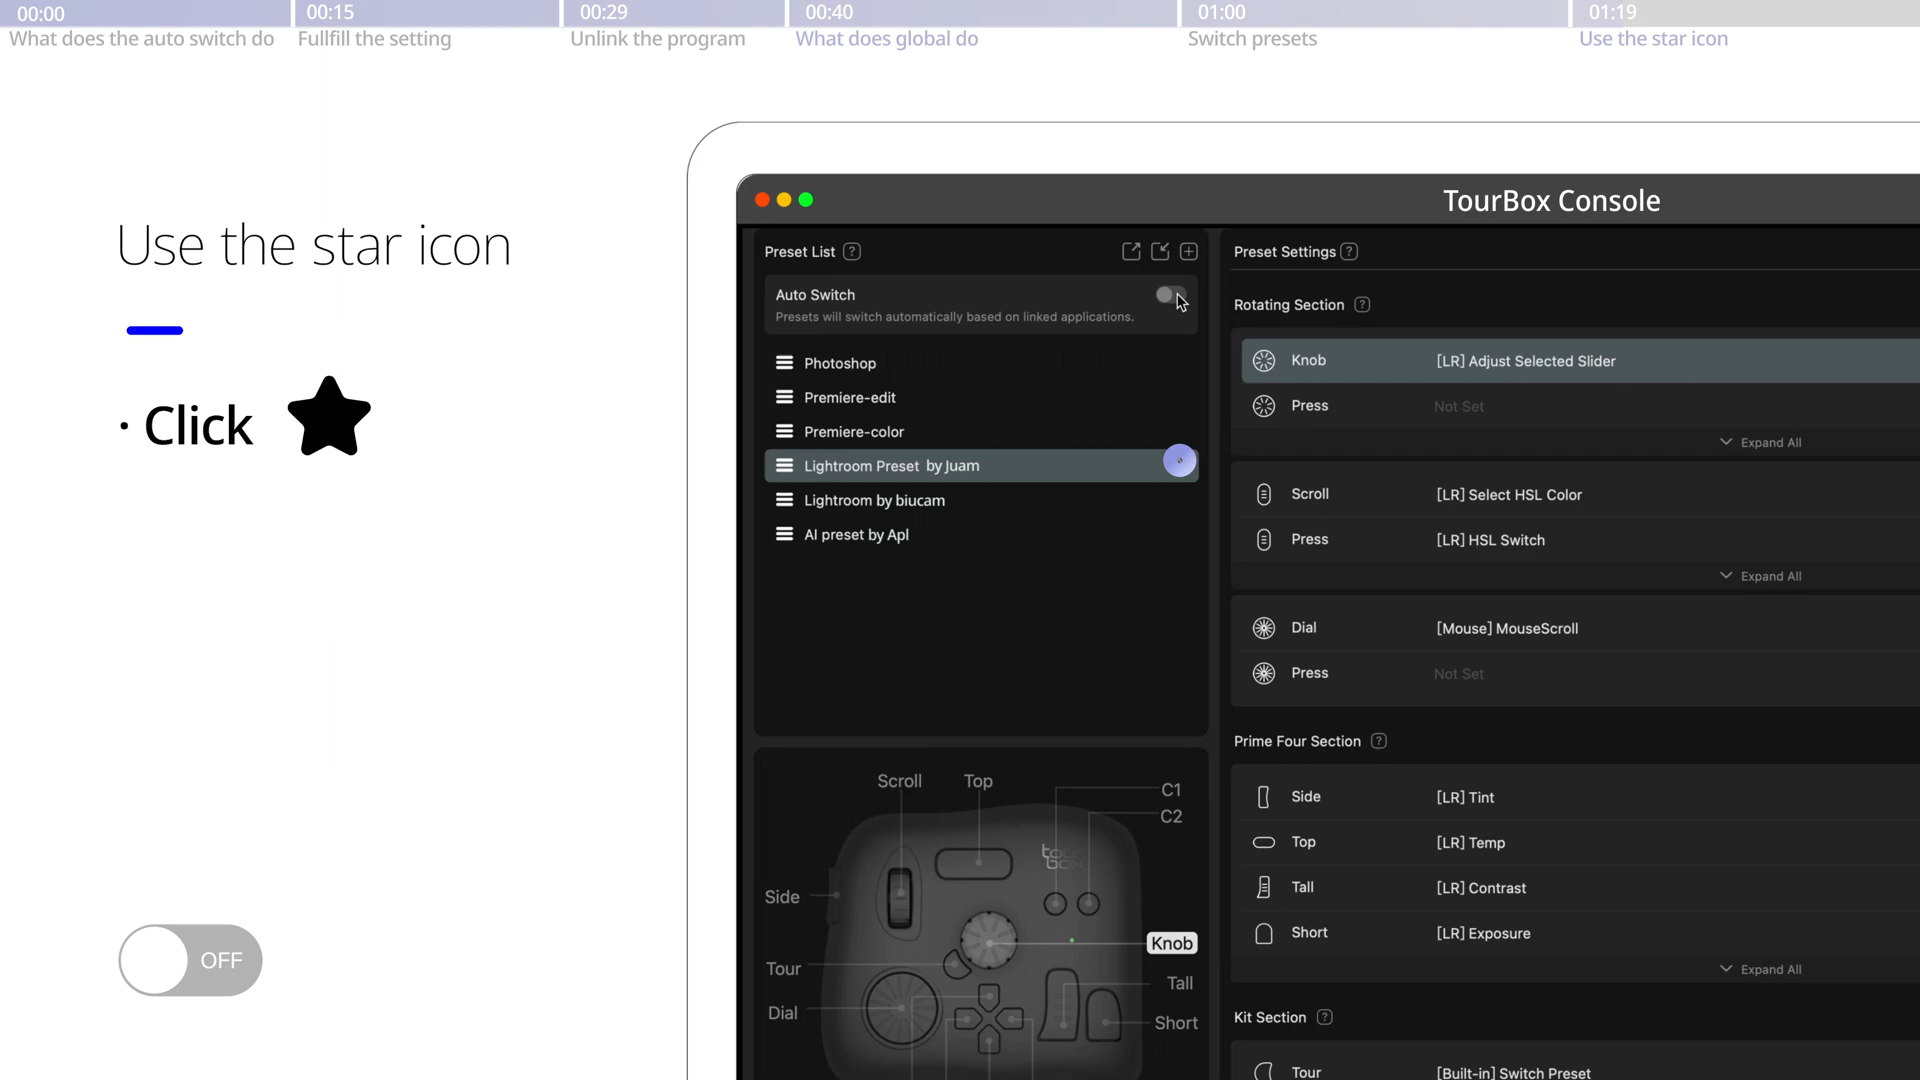 00:00 00:15 00:29 00:40 01:00 01:19
What does the auto switch do Fullfill the setting Unlink the program What does global do Switch presets Use the star icon
Use the star icon
· Click
OFF
TourBox Console
Preset List ?
Auto Switch
Presets will switch automatically based on linked applications.
Photoshop
Premiere-edit
Premiere-color
Lightroom Preset by Juam
Lightroom by biucam
AI preset by Apl
Scroll Top
C1
C2
tour
box
Side
Knob
Tour
Tall
Dial
Short
Preset Settings ?
Rotating Section ?
Knob [LR] Adjust Selected Slider
Press Not Set
Expand All
Scroll [LR] Select HSL Color
Press [LR] HSL Switch
Expand All
Dial [Mouse] MouseScroll
Press Not Set
Prime Four Section ?
Side [LR] Tint
Top [LR] Temp
Tall [LR] Contrast
Short [LR] Exposure
Expand All
Kit Section ?
Tour [Built-in] Switch Preset